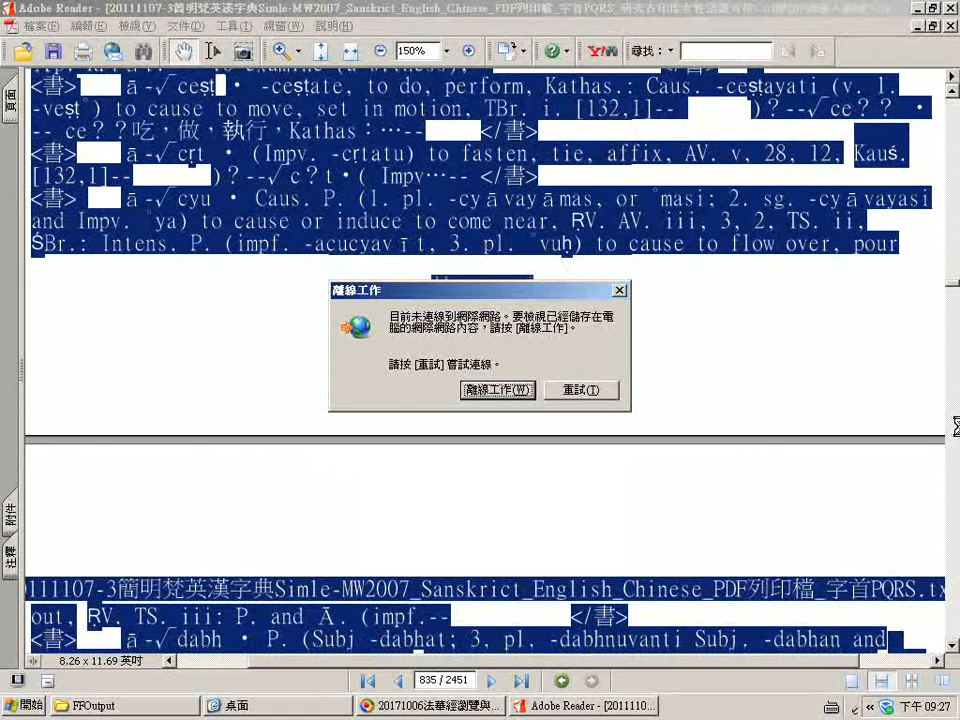 Adobe Reader - [20111107-3簡明梵英漢字典Simle-MW2007_Sanskrict_English_Chinese_PDF列印檔_字首PQRS_
檔案(F) 編輯(E) 檢視(V) 文件(D) 工具(T) 視窗(W) 說明(H)
150% Y! 尋找:
頁面
<書> ā-√ceṣṭ • -ceṣtate, to do, perform, Kathas.: Caus. -ceṣṭayati (v. l.
-veṣṭ°) to cause to move, set in motion, TBr. i. [132,1]-- )？--√ce？？ •
-- ce？？吃，做，執行，Kathas：…-- </書>
<書> ā-√cṛt • (Impv. -cṛtatu) to fasten, tie, affix, AV. v, 28, 12, Kauś.
[132,1]-- )？--√c？t •( Impv…-- </書>
<書> ā-√cyu • Caus. P. (1. pl. -cyāvayāmas, or °masi; 2. sg. -cyāvayasi
and Impv. °ya) to cause or induce to come near, ṚV. AV. iii, 3, 2, TS. ii,
ŚBr.: Intens. P. (impf. -acucyavīt, 3. pl. °vuḥ) to cause to flow over, pour
離線工作
目前未連線到網際網路。要檢視已經儲存在電
腦的網際網路內容，請按 [離線工作]。
請按 [重試] 嘗試連線。
離線工作(W) 重試(T)
附件
注釋
111107-3簡明梵英漢字典Simle-MW2007_Sanskrict_English_Chinese_PDF列印檔_字首PQRS.tx
out, ṚV. TS. iii: P. and Ā. (impf.-- </書>
<書> ā-√dabh • P. (Subj -dabhat; 3, pl, -dabhnuvanti Subj. -dabhan and
8.26 x 11.69 英吋
835 / 2451
開始 FFOutput 桌面 20171006法華經瀏覽與... Adobe Reader - [2011110... 下午 09:27